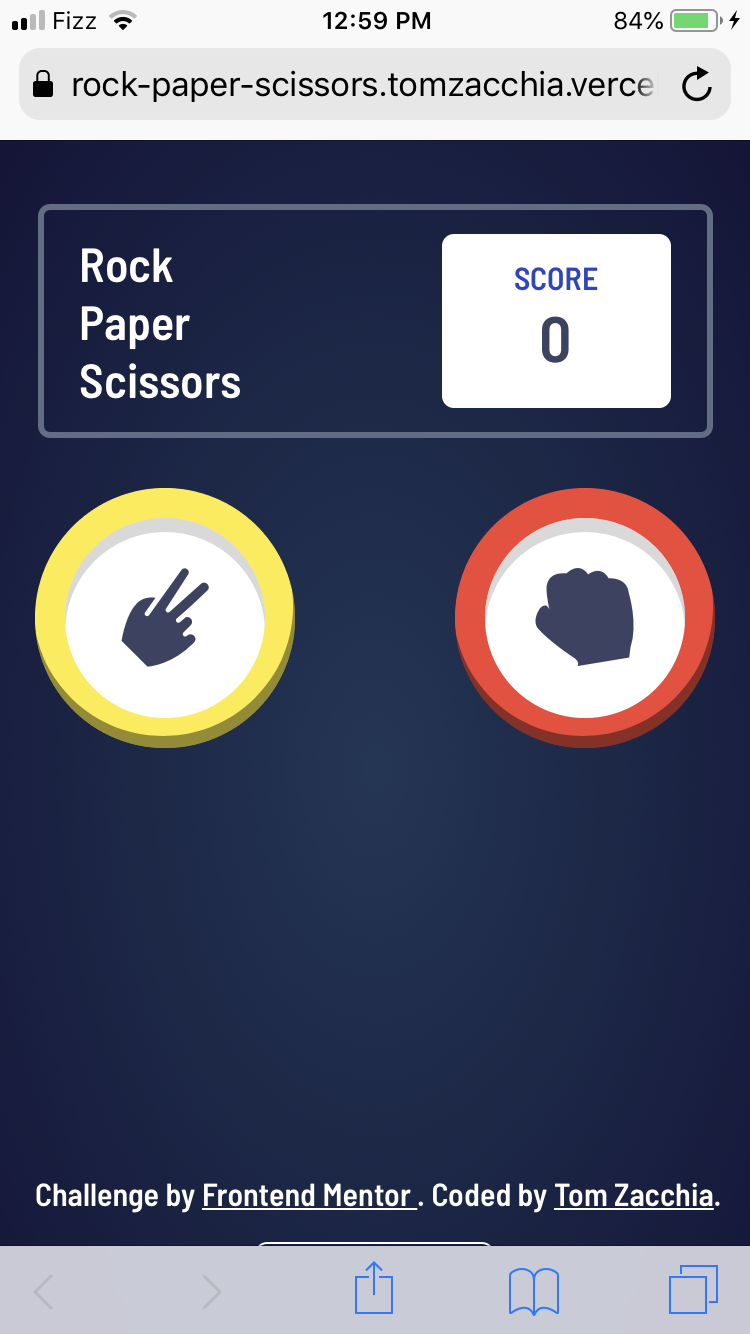 Fizz 12:59 PM 84%
rock-paper-scissors.tomzacchia.verce
Rock
Paper
Scissors
SCORE
0
Challenge by Frontend Mentor . Coded by Tom Zacchia.